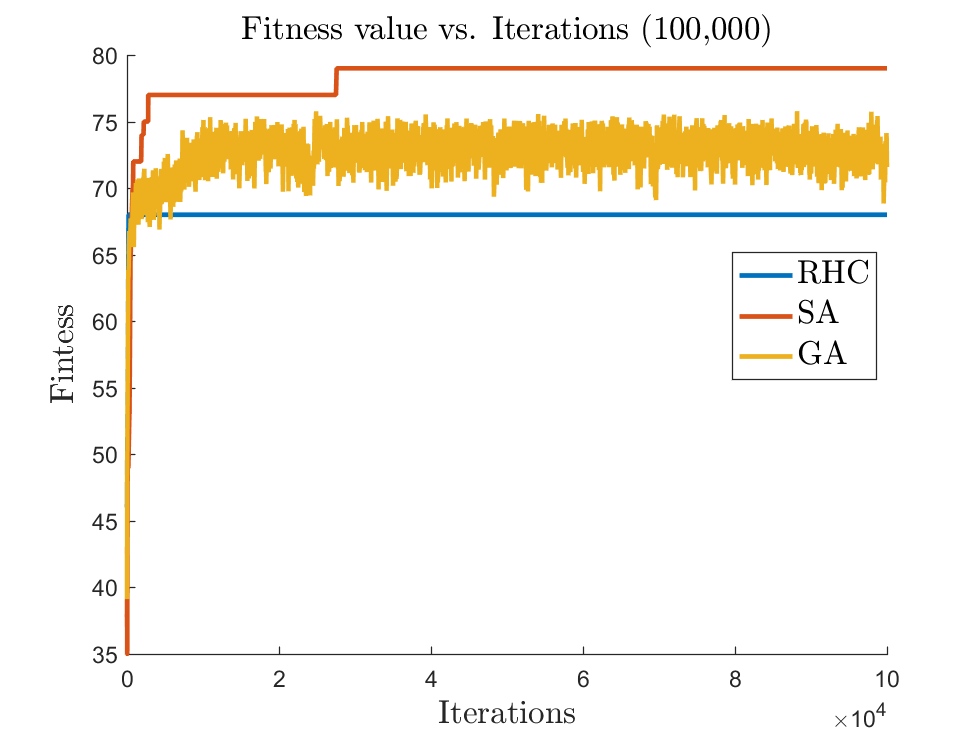 Fitness value vs. Iterations (100,000)
80
75
70
65
60
55
50
45
40
35
Fintess
RHC
SA
GA
0 2 4 6 8 10
Iterations
×10^4